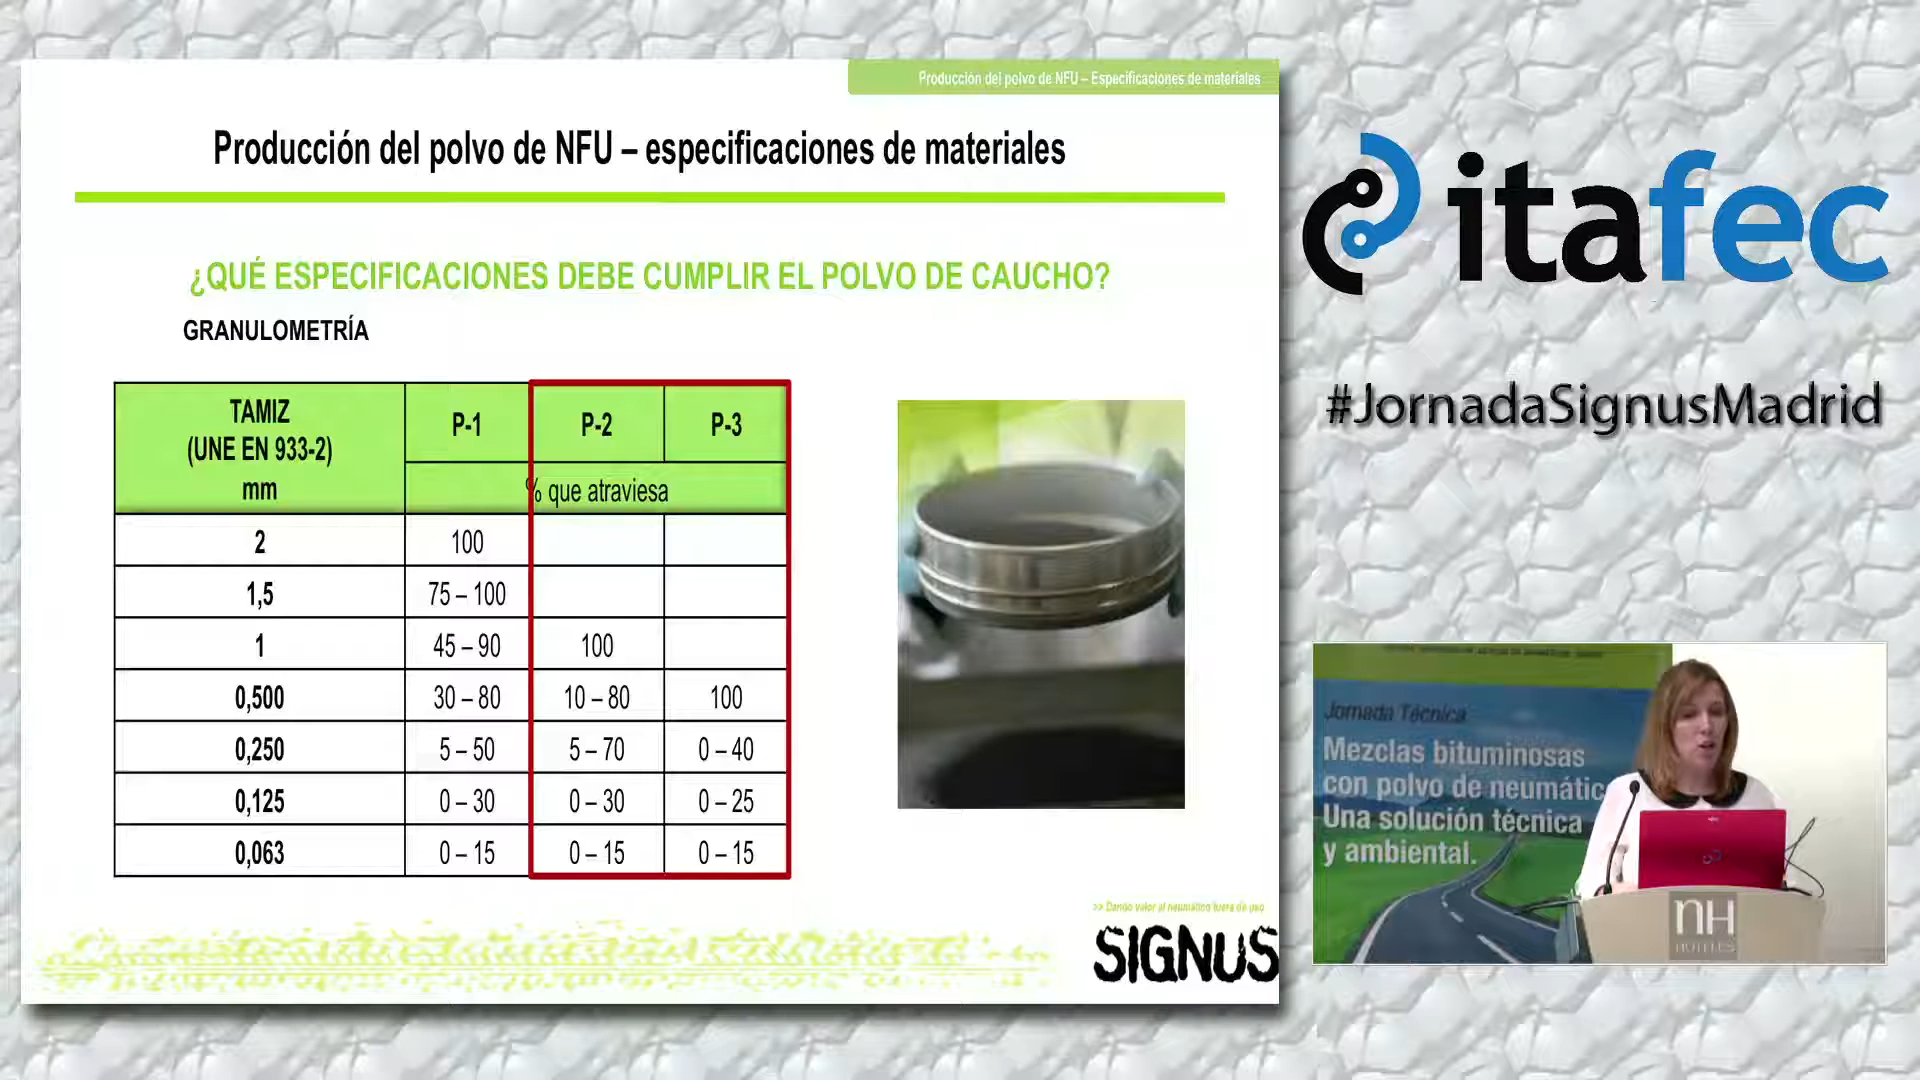 Producción del polvo de NFU – Especificaciones de materiales
Producción del polvo de NFU – especificaciones de materiales
¿QUÉ ESPECIFICACIONES DEBE CUMPLIR EL POLVO DE CAUCHO?
GRANULOMETRÍA
TAMIZ
(UNE EN 933-2)
mm
P-1 P-2 P-3
% que atraviesa
2 100
1,5 75 – 100
1 45 – 90 100
0,500 30 – 80 10 – 80 100
0,250 5 – 50 5 – 70 0 – 40
0,125 0 – 30 0 – 30 0 – 25
0,063 0 – 15 0 – 15 0 – 15
>> Dando valor al neumático fuera de uso
SIGNUS
itafec
#JornadaSignusMadrid
Jornada Técnica
Mezclas bituminosas
con polvo de neumátic
Una solución técnica
y ambiental.
nH
HOTELES